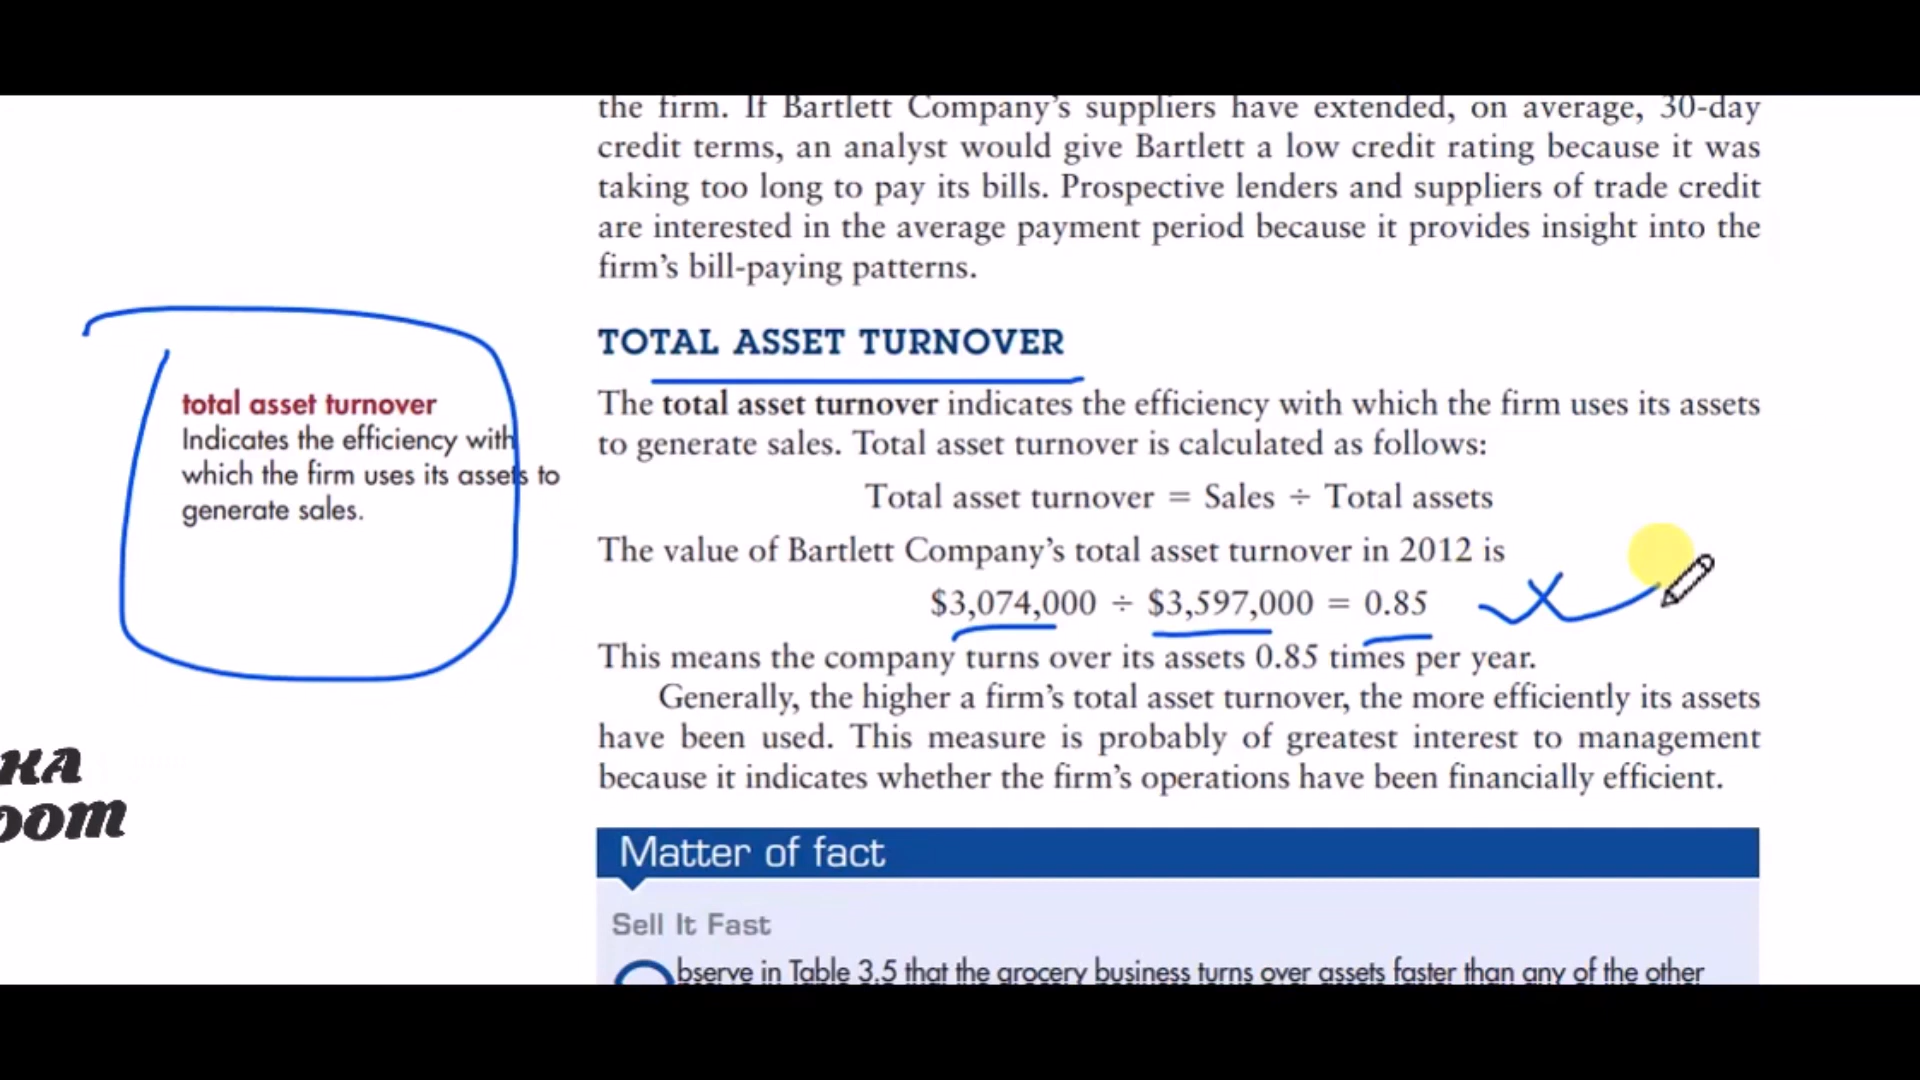 the firm. If Bartlett Company's suppliers have extended, on average, 30-day
credit terms, an analyst would give Bartlett a low credit rating because it was
taking too long to pay its bills. Prospective lenders and suppliers of trade credit
are interested in the average payment period because it provides insight into the
firm's bill-paying patterns.
TOTAL ASSET TURNOVER
total asset turnover
Indicates the efficiency with
which the firm uses its assets to
generate sales.
The total asset turnover indicates the efficiency with which the firm uses its assets
to generate sales. Total asset turnover is calculated as follows:
Total asset turnover = Sales ÷ Total assets
The value of Bartlett Company's total asset turnover in 2012 is
$3,074,000 ÷ $3,597,000 = 0.85
This means the company turns over its assets 0.85 times per year.
Generally, the higher a firm's total asset turnover, the more efficiently its assets
have been used. This measure is probably of greatest interest to management
because it indicates whether the firm's operations have been financially efficient.
KA
OOM
Matter of fact
Sell It Fast
Observe in Table 3.5 that the grocery business turns over assets faster than any of the other